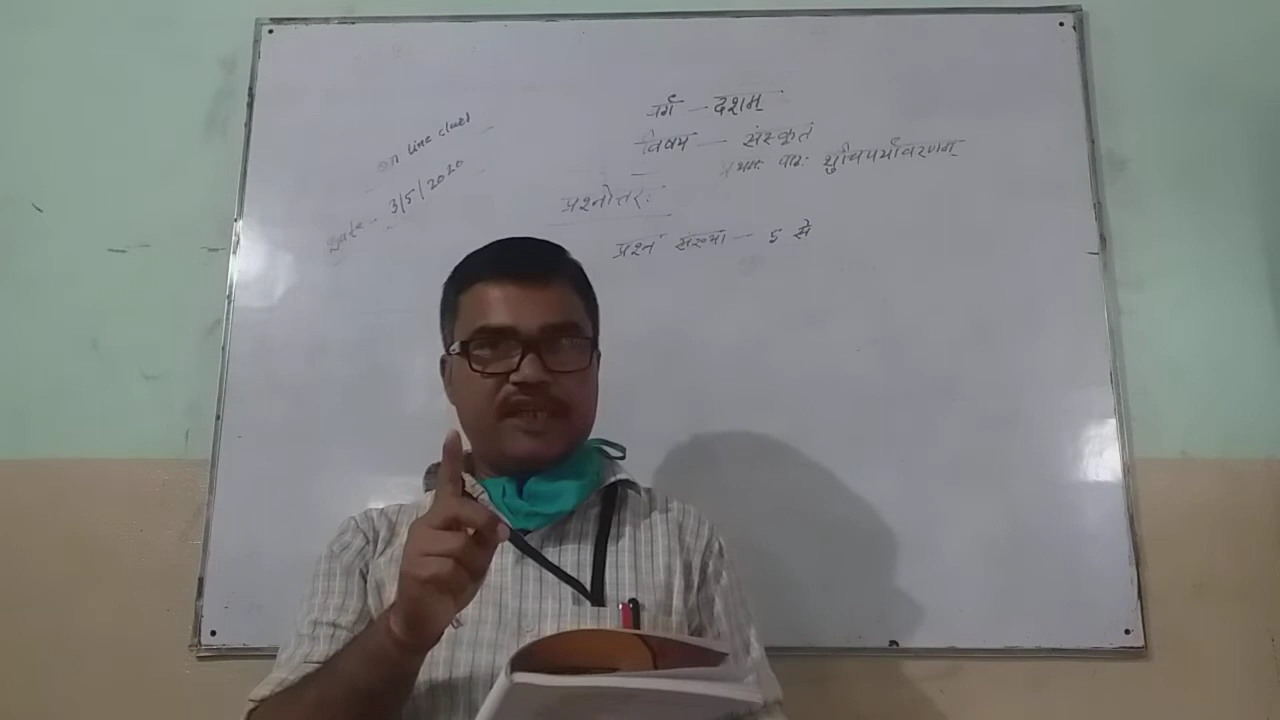 on line class
Date - 3/5/2020
वर्ग - दशम्
विषय - संस्कृतं
प्रथमः पाठः शुचिपर्यावरणम्
प्रश्नोत्तरः
प्रश्न संख्या - 5 से